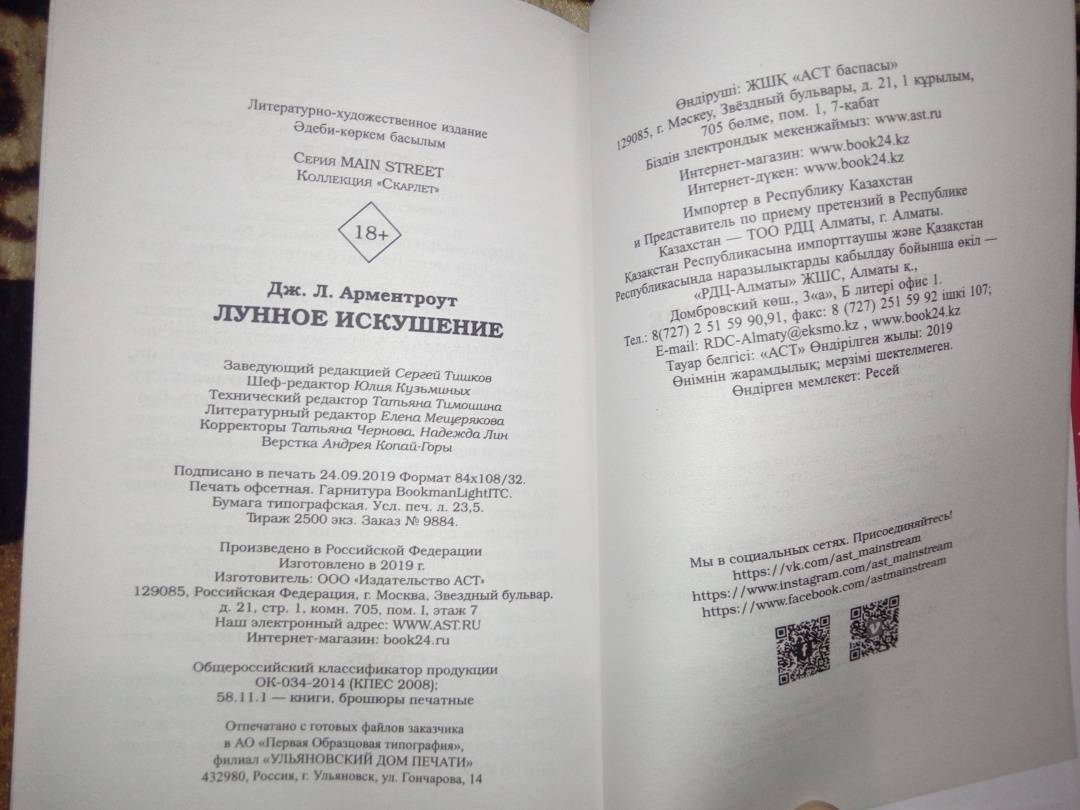 Литературно-художественное издание
Әдеби-көркем басылым
Серия MAIN STREET
Коллекция «Скарлет»
18+
Дж. Л. Арментроут
ЛУННОЕ ИСКУШЕНИЕ
Заведующий редакцией Сергей Тишков
Шеф-редактор Юлия Кузьминых
Технический редактор Татьяна Тимошина
Литературный редактор Елена Мещерякова
Корректоры Татьяна Чернова, Надежда Лин
Верстка Андрея Копай-Горы
Подписано в печать 24.09.2019 Формат 84х108/32.
Печать офсетная. Гарнитура BookmanLightITC.
Бумага типографская. Усл. печ. л. 23,5.
Тираж 2500 экз. Заказ № 9884.
Произведено в Российской Федерации
Изготовлено в 2019 г.
Изготовитель: ООО «Издательство АСТ»
129085, Российская Федерация, г. Москва, Звездный бульвар,
д. 21, стр. 1, комн. 705, пом. I, этаж 7
Наш электронный адрес: WWW.AST.RU
Интернет-магазин: book24.ru
Общероссийский классификатор продукции
ОК-034-2014 (КПЕС 2008);
58.11.1 — книги, брошюры печатные
Отпечатано с готовых файлов заказчика
в АО «Первая Образцовая типография»,
филиал «УЛЬЯНОВСКИЙ ДОМ ПЕЧАТИ»
432980, Россия, г. Ульяновск, ул. Гончарова, 14
Өндіруші: ЖШҚ «АСТ баспасы»
129085, г. Мәскеу, Звёздный бульвары, д. 21, 1 құрылым,
705 бөлме, пом. 1, 7-қабат
Біздін электрондык мекенжаймыз: www.ast.ru
Интернет-магазин: www.book24.kz
Интернет-дүкен: www.book24.kz
Импортер в Республику Казахстан
и Представитель по приему претензий в Республике
Казахстан — ТОО РДЦ Алматы, г. Алматы.
Қазақстан Республикасына импорттаушы және Қазақстан
Республикасында наразылықтарды қабылдау бойынша өкіл —
«РДЦ-Алматы» ЖШС, Алматы қ.,
Домбровский көш., 3«а», Б литері офис 1.
Тел.: 8(727) 2 51 59 90,91, факс: 8 (727) 251 59 92 ішкі 107;
E-mail: RDC-Almaty@eksmo.kz , www.book24.kz
Тауар белгісі: «АСТ» Өндірілген жылы: 2019
Өнімнін жарамдылық; мерзімі шектелмеген.
Өндірген мемлекет: Ресей
Мы в социальных сетях. Присоединяйтесь!
https://vk.com/ast_mainstream
https://www.instagram.com/ast_mainstream
https://www.facebook.com/astmainstream